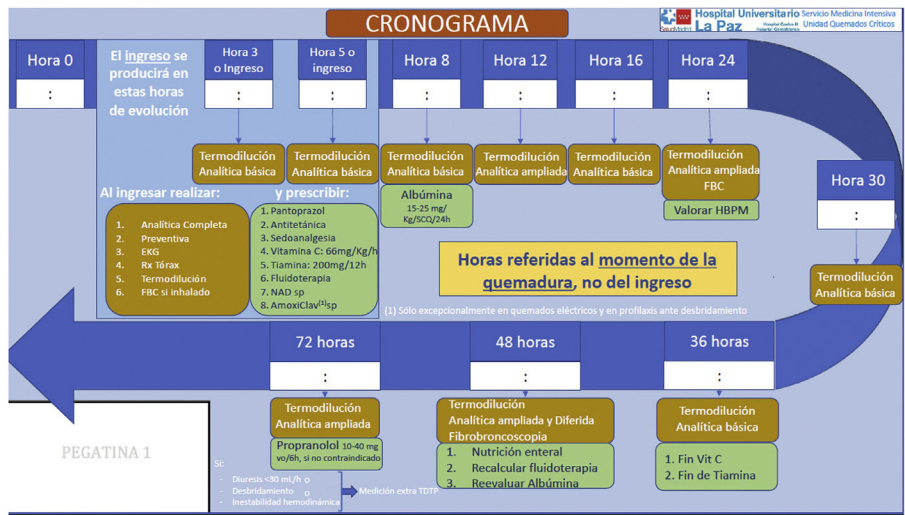 CRONOGRAMA
SaludMadrid
Hospital Universitario
La Paz
Servicio Medicina Intensiva
Unidad Quemados Críticos
Hora 0
:
El ingreso se
producirá en
estas horas
de evolución
Hora 3
o Ingreso
:
Hora 5 o
ingreso
:
Hora 8
:
Hora 12
:
Hora 16
:
Hora 24
:
Termodilución
Analítica básica
Termodilución
Analítica básica
Termodilución
Analítica básica
Termodilución
Analítica ampliada
Termodilución
Analítica básica
Termodilución
Analítica ampliada
FBC
Albúmina
15-25 mg/
Kg/SCQ/24h
Valorar HBPM
Hora 30
:
Termodilución
Analítica básica
Al ingresar realizar:
1. Analítica Completa
2. Preventiva
3. EKG
4. Rx Tórax
5. Termodilución
6. FBC si inhalado
y prescribir:
1. Pantoprazol
2. Antitetánica
3. Sedoanalgesia
4. Vitamina C: 66mg/Kg/h
5. Tiamina: 200mg/12h
6. Fluidoterapia
7. NAD sp
8. AmoxiClav(1)sp
Horas referidas al momento de la
quemadura, no del ingreso
(1) Sólo excepcionalmente en quemados eléctricos y en profilaxis ante desbridamiento
72 horas
:
48 horas
:
36 horas
:
Termodilución
Analítica ampliada
Propranolol 10-40 mg
vo/6h, si no contraindicado
Termodilución
Analítica ampliada y Diferida
Fibrobroncoscopia
1. Nutrición enteral
2. Recalcular fluidoterapia
3. Reevaluar Albúmina
Termodilución
Analítica básica
1. Fin Vit C
2. Fin de Tiamina
PEGATINA 1
Si:
- Diuresis <30 mL/h o
- Desbridamiento o
- Inestabilidad hemodinámica
Medición extra TDTP